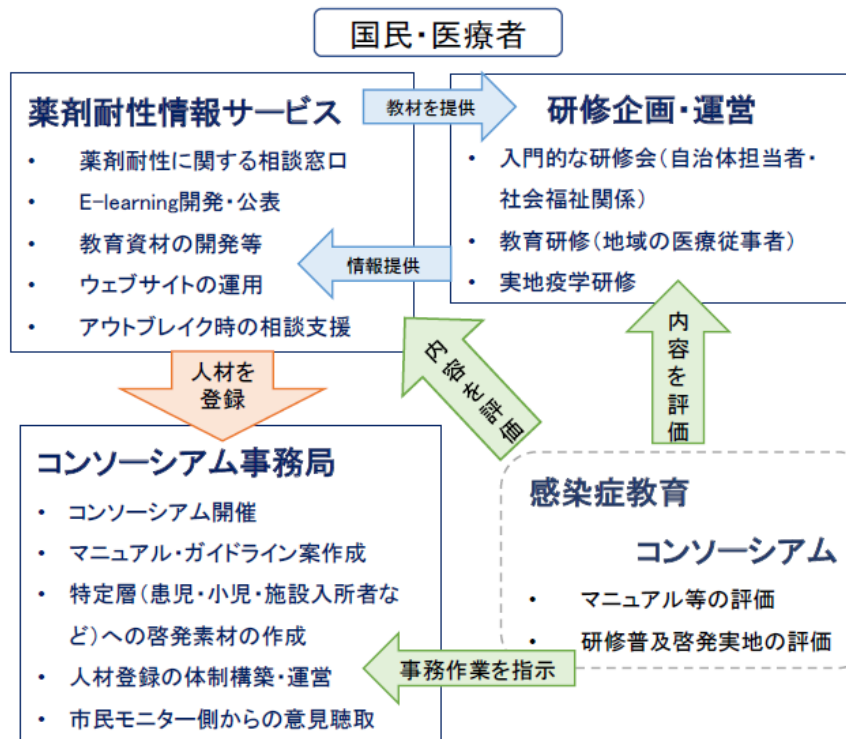 国民・医療者
薬剤耐性情報サービス
• 薬剤耐性に関する相談窓口
• E-learning開発・公表
• 教育資材の開発等
• ウェブサイトの運用
• アウトブレイク時の相談支援
教材を提供
情報提供
研修企画・運営
• 入門的な研修会（自治体担当者・
社会福祉関係）
• 教育研修（地域の医療従事者）
• 実地疫学研修
人材を
登録
内容を評価
内容を評価
コンソーシアム事務局
• コンソーシアム開催
• マニュアル・ガイドライン案作成
• 特定層（患児・小児・施設入所者な
ど）への啓発素材の作成
• 人材登録の体制構築・運営
• 市民モニター側からの意見聴取
感染症教育
コンソーシアム
• マニュアル等の評価
• 研修普及啓発実地の評価
事務作業を指示